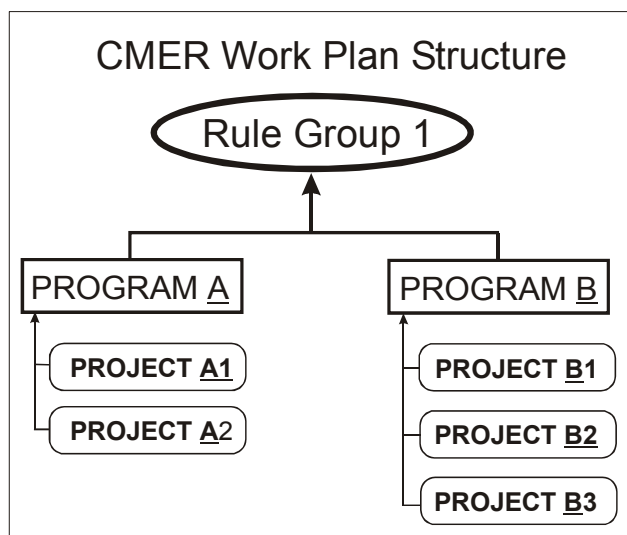 CMER Work Plan Structure
Rule Group 1
PROGRAM A
PROJECT A1
PROJECT A2
PROGRAM B
PROJECT B1
PROJECT B2
PROJECT B3